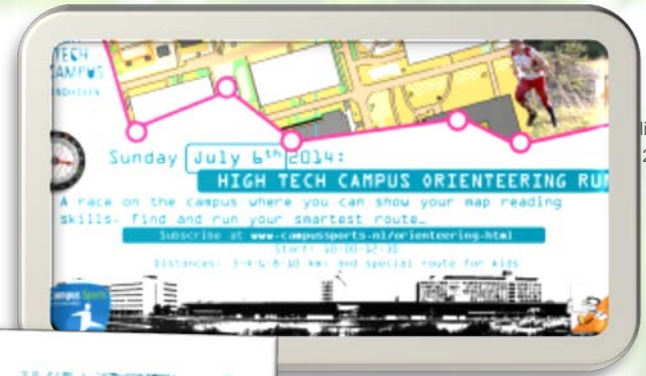 TECH
CAMPUS
Sunday July 6th 2014:
HIGH TECH CAMPUS ORIENTEERING RUN
A race on the campus where you can show your map reading
skills. Find and run your smartest route…
Subscribe at www.campussports.nl/orienteering.html
Start: 10:00-12:30
Distances: 3-4-6-8-10 km, and special route for kids
Campus Sports